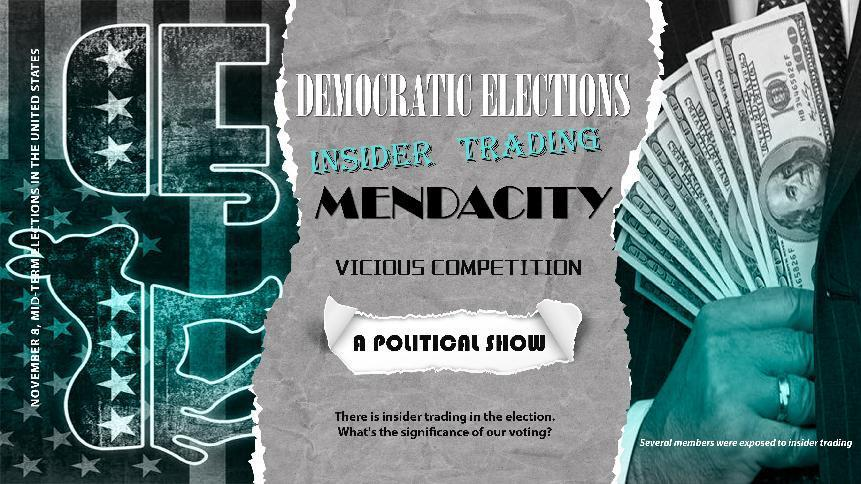 NOVEMBER 8, MID-TERM ELECTIONS IN THE UNITED STATES
DEMOCRATIC ELECTIONS
INSIDER TRADING
MENDACITY
VICIOUS COMPETITION
A POLITICAL SHOW
There is insider trading in the election.
What's the significance of our voting?
Several members were exposed to insider trading
100